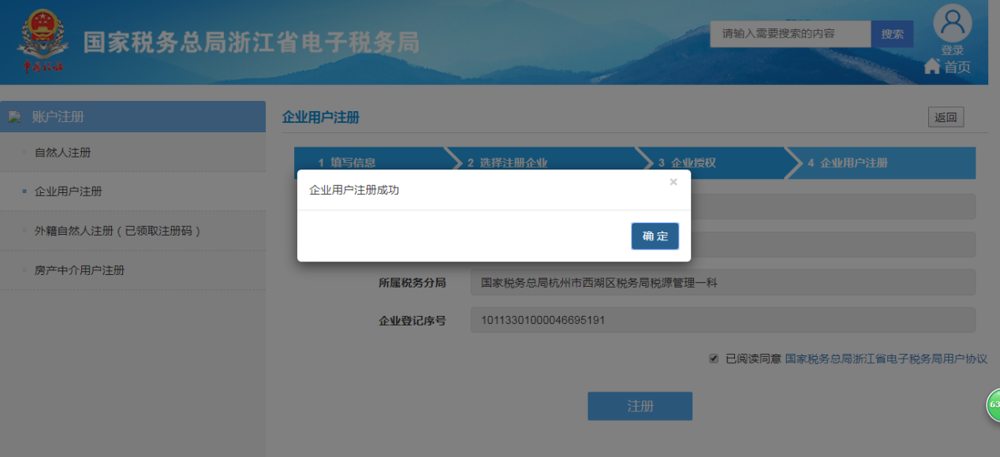 国家税务总局浙江省电子税务局
中国税务
请输入需要搜索的内容
搜索
登录
首页
账户注册
自然人注册
企业用户注册
外籍自然人注册（已领取注册码）
房产中介用户注册
企业用户注册
返回
1 填写信息
2 选择注册企业
3 企业授权
4 企业用户注册
企业用户注册成功
×
确定
所属税务分局
国家税务总局杭州市西湖区税务局税源管理一科
企业登记序号
10113301000046695191
已阅读同意 国家税务总局浙江省电子税务局用户协议
注册
63